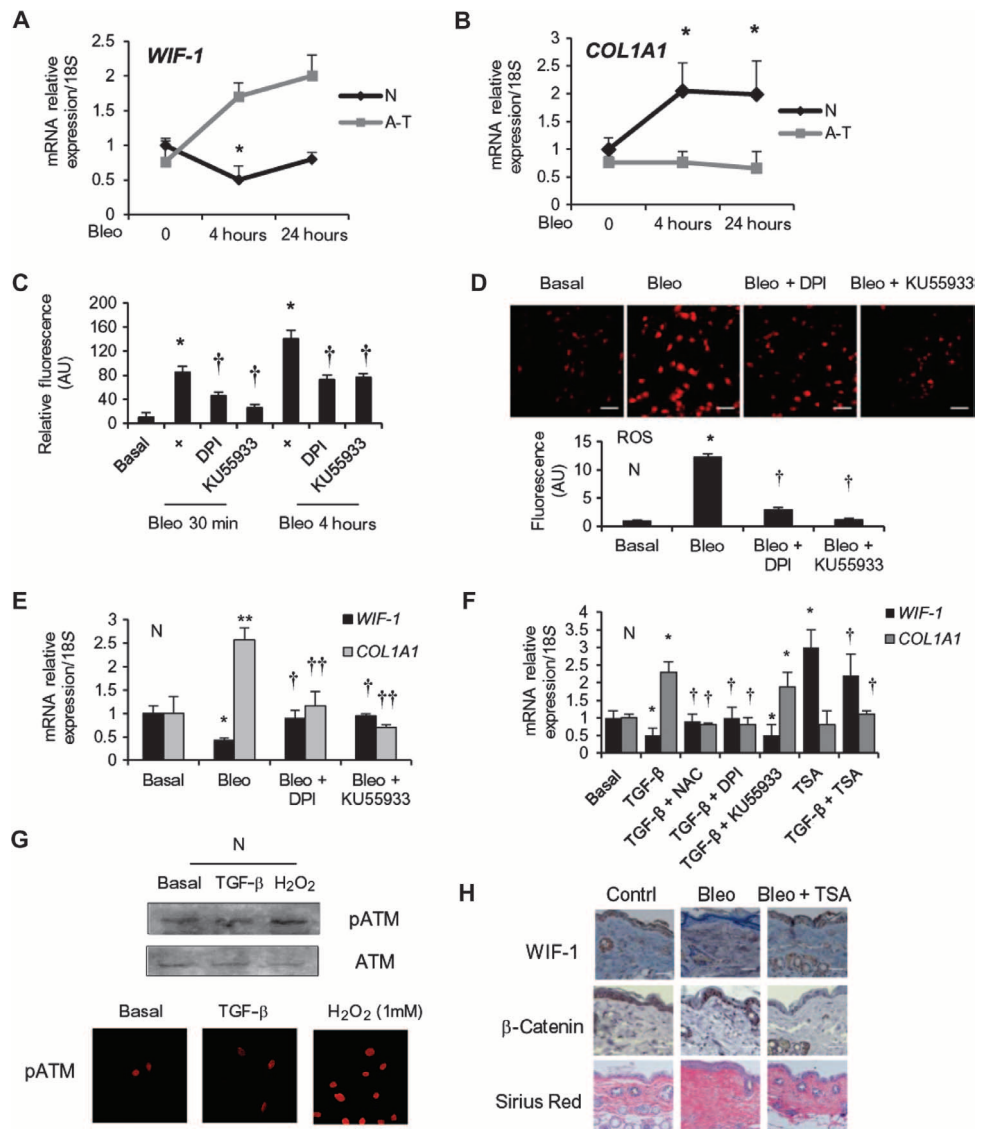 A
WIF-1
mRNA relative
expression/18S
2.5
2
1.5
1
0.5
0
*
N
A-T
Bleo 0 4 hours 24 hours
B
COL1A1
mRNA relative
expression/18S
3
2.5
2
1.5
1
0.5
0
* *
N
A-T
Bleo 0 4 hours 24 hours
C
Relative fluorescence
(AU)
200
160
120
80
40
0
* † † * † †
Basal + DPI KU55933 + DPI KU55933
Bleo 30 min Bleo 4 hours
D
Basal Bleo Bleo + DPI Bleo + KU55933
ROS
N
Fluorescence
(AU)
15
10
5
0
* † †
Basal Bleo Bleo + Bleo +
DPI KU55933
E
mRNA relative
expression/18S
3
2.5
2
1.5
1
0.5
0
N
WIF-1
COL1A1
* ** † †† † ††
Basal Bleo Bleo + Bleo +
DPI KU55933
F
mRNA relative
expression/18S
4
3.5
3
2.5
2
1.5
1
0.5
0
N
WIF-1
COL1A1
* * † † † † * * * † †
Basal TGF-β TGF-β + NAC TGF-β + DPI TGF-β + KU55933 TSA TGF-β + TSA
G
N
Basal TGF-β H2O2
pATM
ATM
Basal TGF-β H2O2 (1mM)
pATM
H
Contrl Bleo Bleo + TSA
WIF-1
β-Catenin
Sirius Red